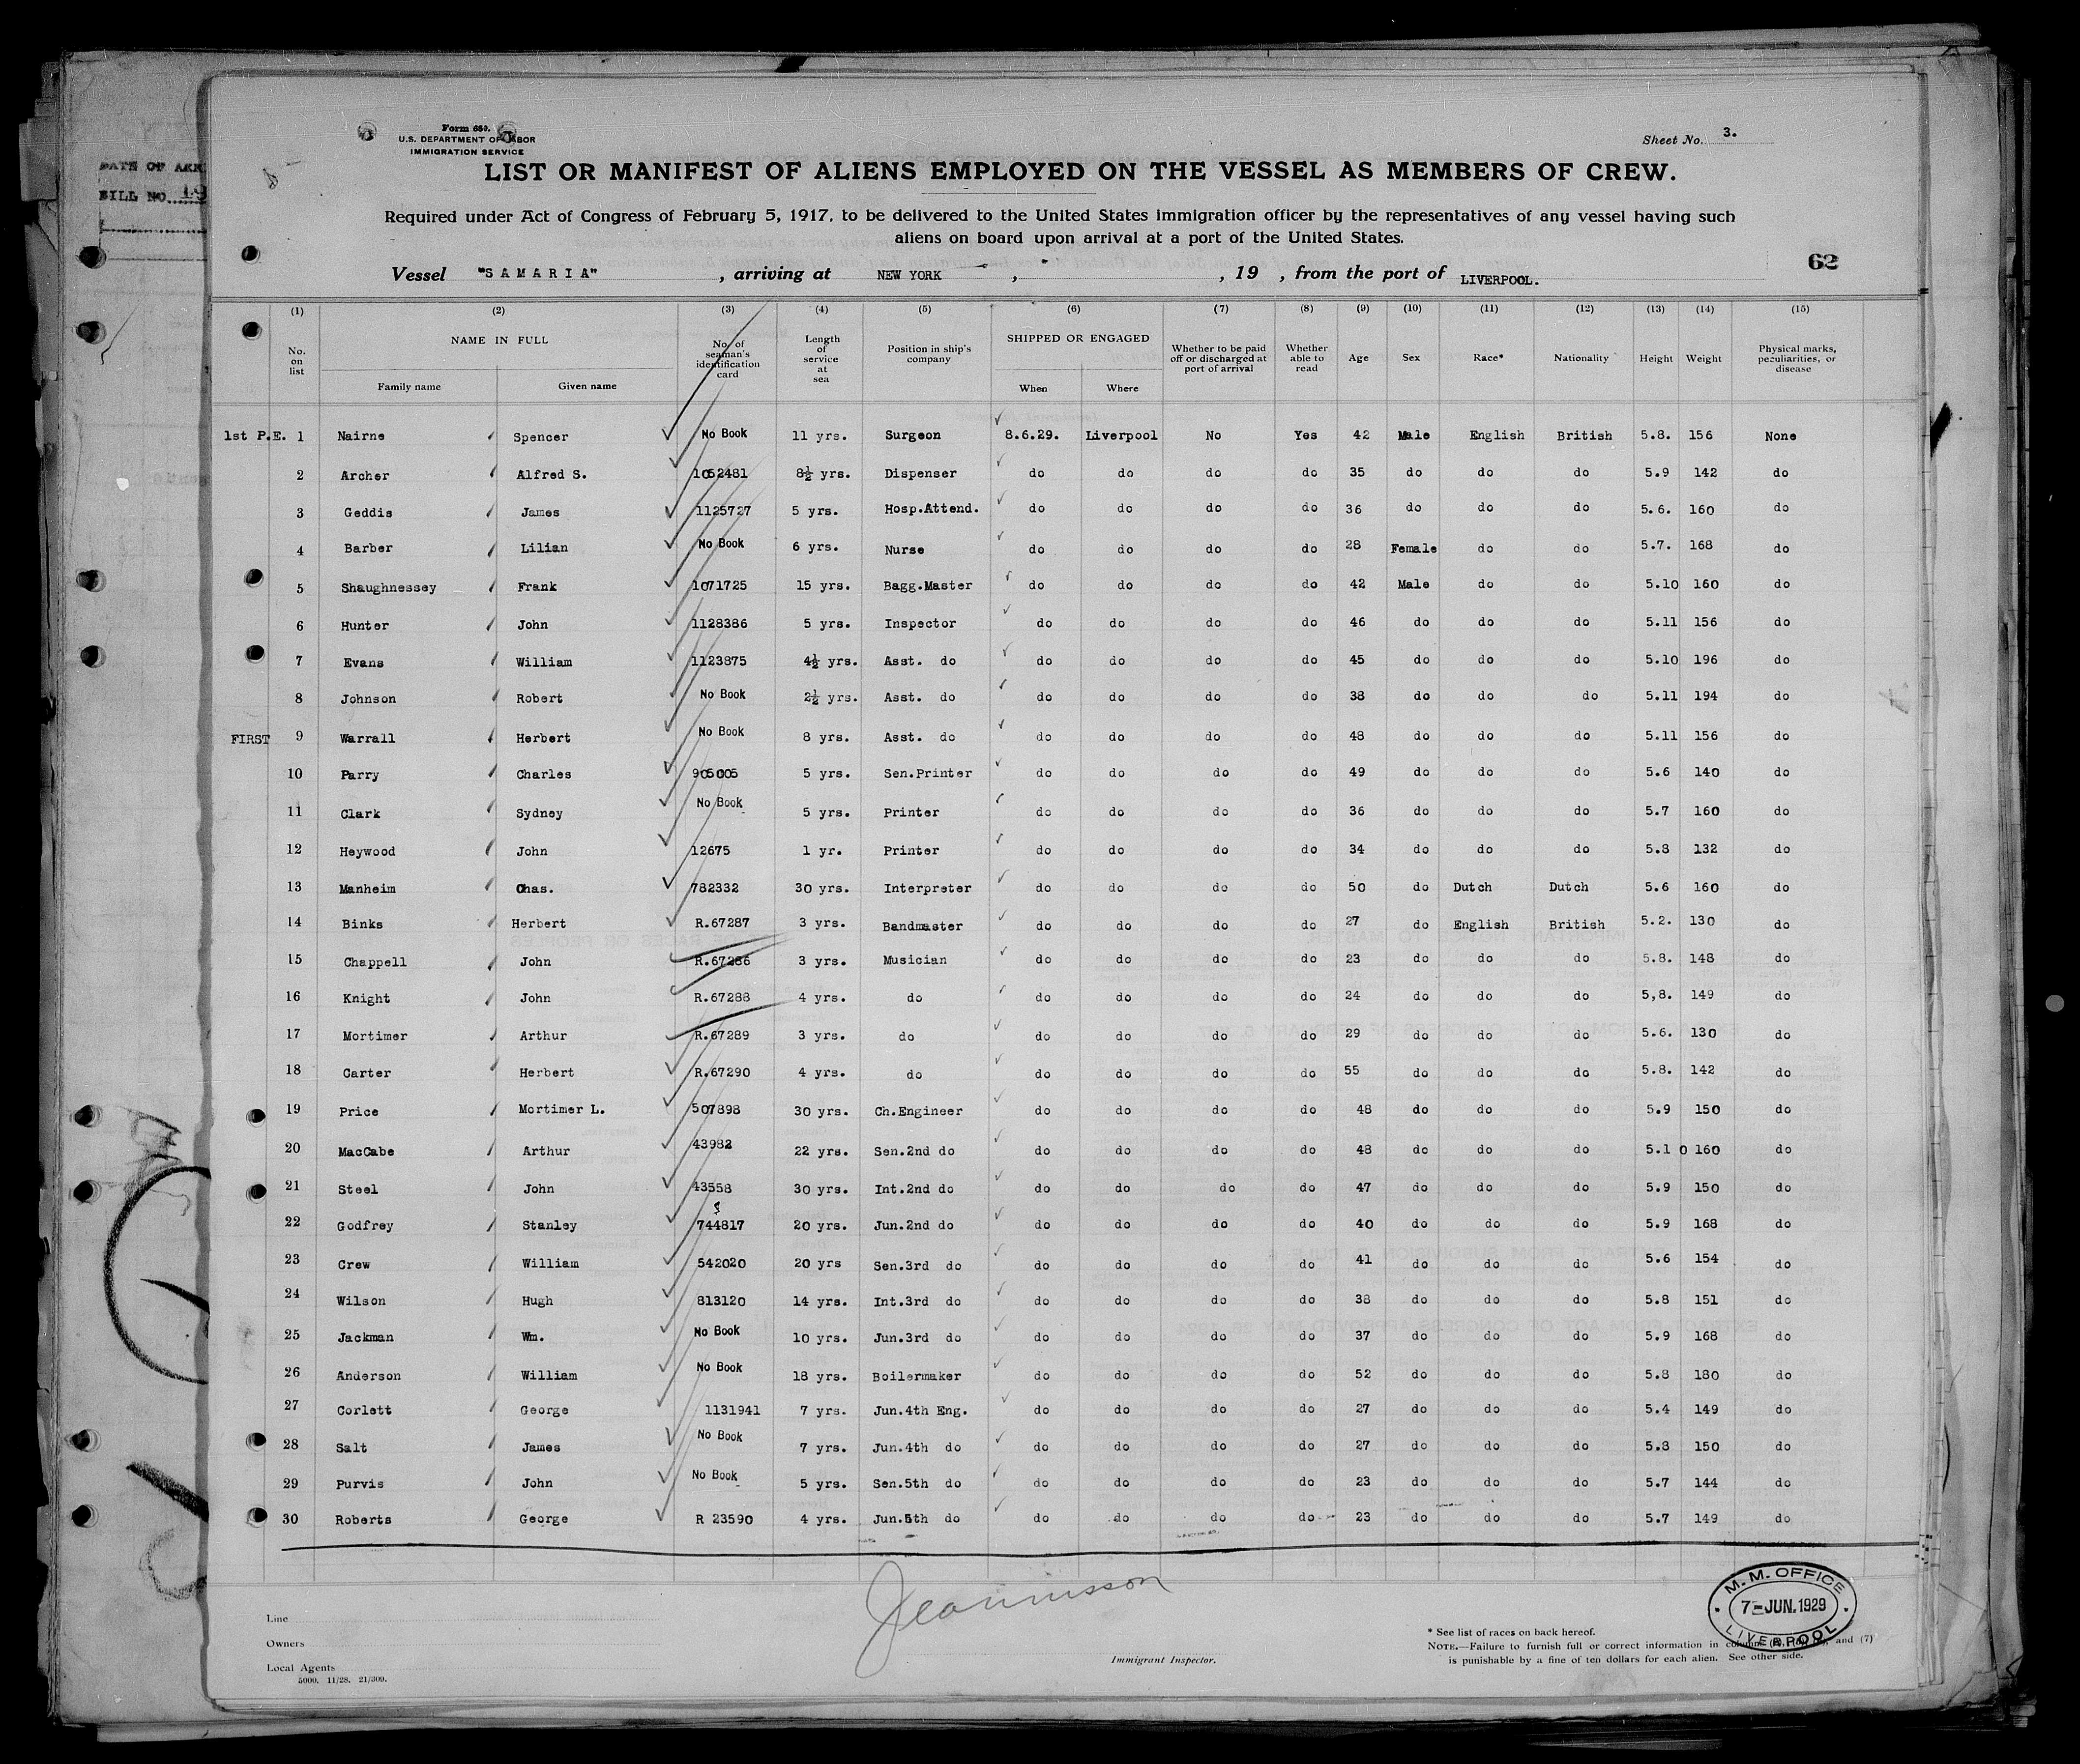 DATE OF ARR
BILL NO. 19
Form 680.
U.S. DEPARTMENT OF LABOR
IMMIGRATION SERVICE
Sheet No. 3.
LIST OR MANIFEST OF ALIENS EMPLOYED ON THE VESSEL AS MEMBERS OF CREW.
Required under Act of Congress of February 5, 1917, to be delivered to the United States immigration officer by the representatives of any vessel having such
aliens on board upon arrival at a port of the United States.
62
Vessel "SAMARIA" , arriving at NEW YORK , , 19 , from the port of LIVERPOOL.
(1) (2) (3) (4) (5) (6) (7) (8) (9) (10) (11) (12) (13) (14) (15)
No. on list NAME IN FULL Family name Given name No. of seaman's identification card Length of service at sea Position in ship's company SHIPPED OR ENGAGED When Where Whether to be paid off or discharged at port of arrival Whether able to read Age Sex Race* Nationality Height Weight Physical marks, peculiarities, or disease
1st P.E. 1 Nairne Spencer No Book 11 yrs. Surgeon 8.6.29. Liverpool No Yes 42 Male English British 5.8. 156 None
2 Archer Alfred S. 1052481 8½ yrs. Dispenser do do do do 35 do do do 5.9 142 do
3 Geddis James 1125727 5 yrs. Hosp.Attend. do do do do 36 do do do 5.6. 160 do
4 Barber Lilian No Book 6 yrs. Nurse do do do do 28 Female do do 5.7. 168 do
5 Shaughnessey Frank 1071725 15 yrs. Bagg.Master do do do do 42 Male do do 5.10 160 do
6 Hunter John 1128386 5 yrs. Inspector do do do do 46 do do do 5.11 156 do
7 Evans William 1123875 4½ yrs. Asst. do do do do do 45 do do do 5.10 196 do
8 Johnson Robert No Book 2½ yrs. Asst. do do do do do 38 do do do 5.11 194 do
FIRST 9 Warrall Herbert No Book 8 yrs. Asst. do do do do do 48 do do do 5.11 156 do
10 Parry Charles 905005 5 yrs. Sen.Printer do do do do 49 do do do 5.6 140 do
11 Clark Sydney No Book 5 yrs. Printer do do do do 36 do do do 5.7 160 do
12 Heywood John 12675 1 yr. Printer do do do do 34 do do do 5.8 132 do
13 Manheim Chas. 782332 30 yrs. Interpreter do do do do 50 do Dutch Dutch 5.6 160 do
14 Binks Herbert R.67287 3 yrs. Bandmaster do do do do 27 do English British 5.2. 130 do
15 Chappell John R.67286 3 yrs. Musician do do do do 23 do do do 5.8. 148 do
16 Knight John R.67288 4 yrs. do do do do do 24 do do do 5,8. 149 do
17 Mortimer Arthur R.67289 3 yrs. do do do do do 29 do do do 5.6. 130 do
18 Carter Herbert R.67290 4 yrs. do do do do do 55 do do do 5.8. 142 do
19 Price Mortimer L. 507898 30 yrs. Ch.Engineer do do do do 48 do do do 5.9 150 do
20 MacCabe Arthur 43982 22 yrs. Sen.2nd do do do do do 48 do do do 5.1 0 160 do
21 Steel John 43558 30 yrs. Int.2nd do do do do do 47 do do do 5.9 150 do
22 Godfrey Stanley 744817 20 yrs. Jun.2nd do do do do do 40 do do do 5.9 168 do
23 Crew William 542020 20 yrs Sen.3rd do do do do do 41 do do do 5.6 154 do
24 Wilson Hugh 813120 14 yrs. Int.3rd do do do do do 38 do do do 5.8 151 do
25 Jackman Wm. No Book 10 yrs. Jun.3rd do do do do do 37 do do do 5.9 168 do
26 Anderson William No Book 18 yrs. Boilermaker do do do do 52 do do do 5.8 180 do
27 Corlett George 1131941 7 yrs. Jun.4th Eng. do do do do 27 do do do 5.4 149 do
28 Salt James No Book 7 yrs. Jun.4th do do do do do 27 do do do 5.8 150 do
29 Purvis John No Book 5 yrs. Sen.5th do do do do do 23 do do do 5.7 144 do
30 Roberts George R 23590 4 yrs. Jun.5th do do do do do 23 do do do 5.7 149 do
M. M. OFFICE
7-JUN.1929
LIVERPOOL
Line
Owners
Local Agents
5000. 11/28. 21/309.
Immigrant Inspector.
* See list of races on back hereof.
NOTE.—Failure to furnish full or correct information in columns and (7)
is punishable by a fine of ten dollars for each alien. See other side.